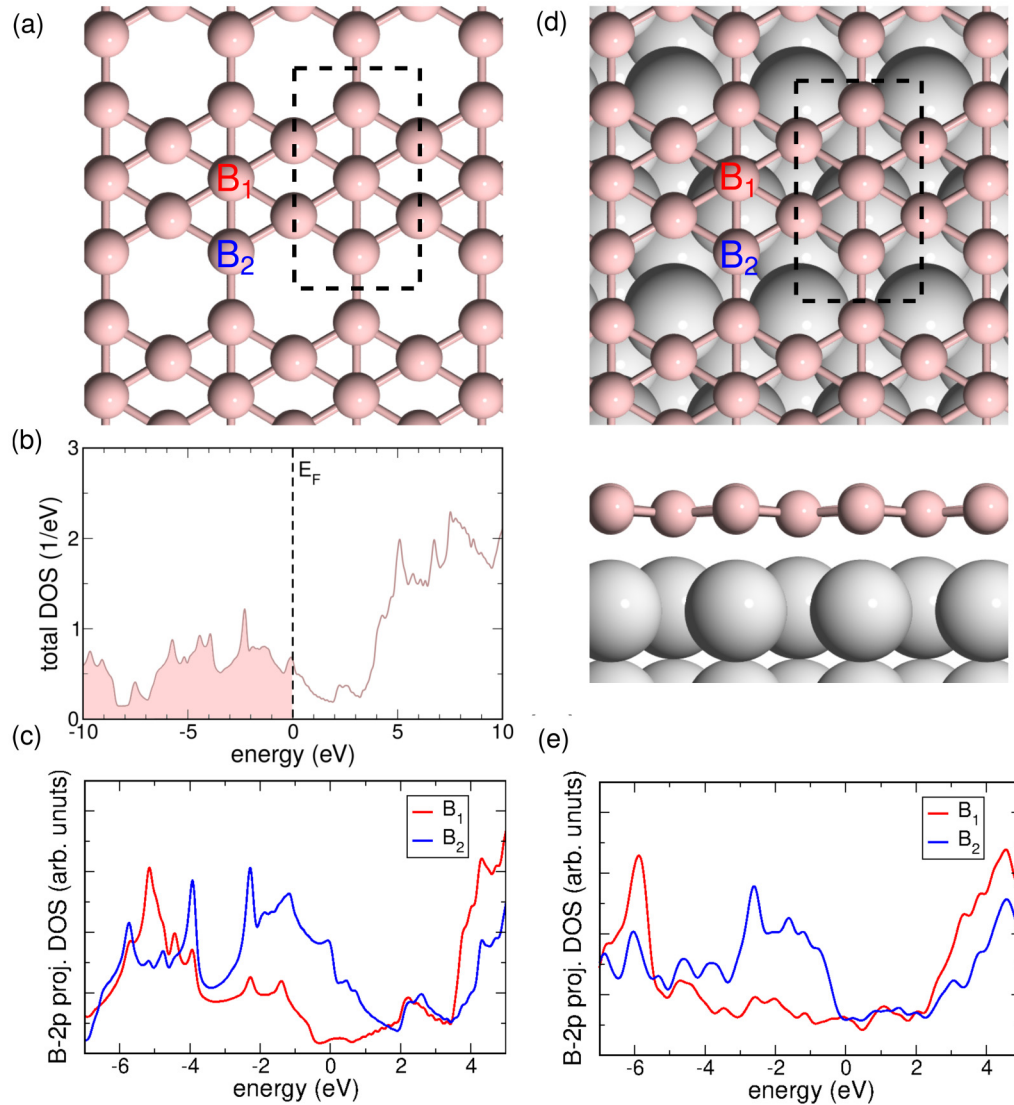 (a)
B1
B2
(b)
3
2
1
0
total DOS (1/eV)
EF
-10 -5 0 5 10
energy (eV)
(c)
B-2p proj. DOS (arb. unuts)
B1
B2
-6 -4 -2 0 2 4
energy (eV)
(d)
B1
B2
(e)
B-2p proj. DOS (arb. unuts)
B1
B2
-6 -4 -2 0 2 4
energy (eV)